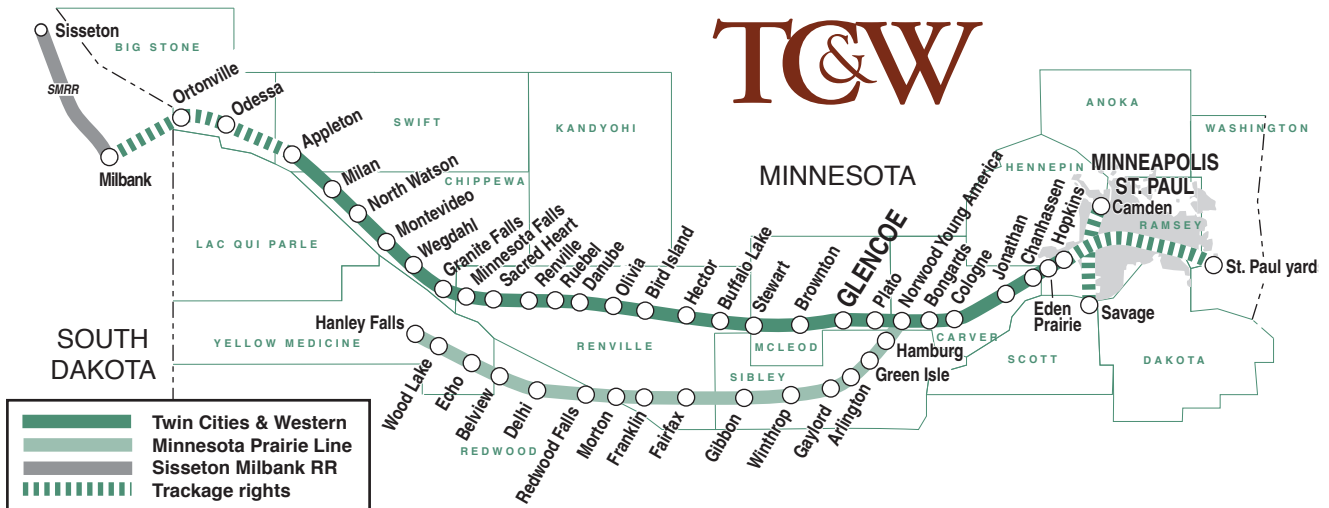 TC&W
Sisseton
BIG STONE
SMRR
Ortonville
Odessa
Milbank
Appleton
SWIFT
KANDYOHI
Milan
North Watson
CHIPPEWA
Montevideo
Wegdahl
LAC QUI PARLE
Granite Falls
Minnesota Falls
Sacred Heart
Renville
Ruebel
Danube
Olivia
Bird Island
Hector
Buffalo Lake
Stewart
Brownton
GLENCOE
Plato
Norwood Young America
Bongards
Cologne
Jonathan
Chanhassen
Hopkins
MINNESOTA
ANOKA
WASHINGTON
HENNEPIN
MINNEAPOLIS
ST. PAUL
Camden
RAMSEY
St. Paul yard
Eden
Prairie
Savage
CARVER
SCOTT
DAKOTA
SOUTH
DAKOTA
YELLOW MEDICINE
Hanley Falls
RENVILLE
MCLEOD
SIBLEY
Hamburg
Green Isle
Wood Lake
Echo
Belview
Delhi
Redwood Falls
Morton
Franklin
Fairfax
Gibbon
Winthrop
Gaylord
Arlington
REDWOOD
Twin Cities & Western
Minnesota Prairie Line
Sisseton Milbank RR
Trackage rights